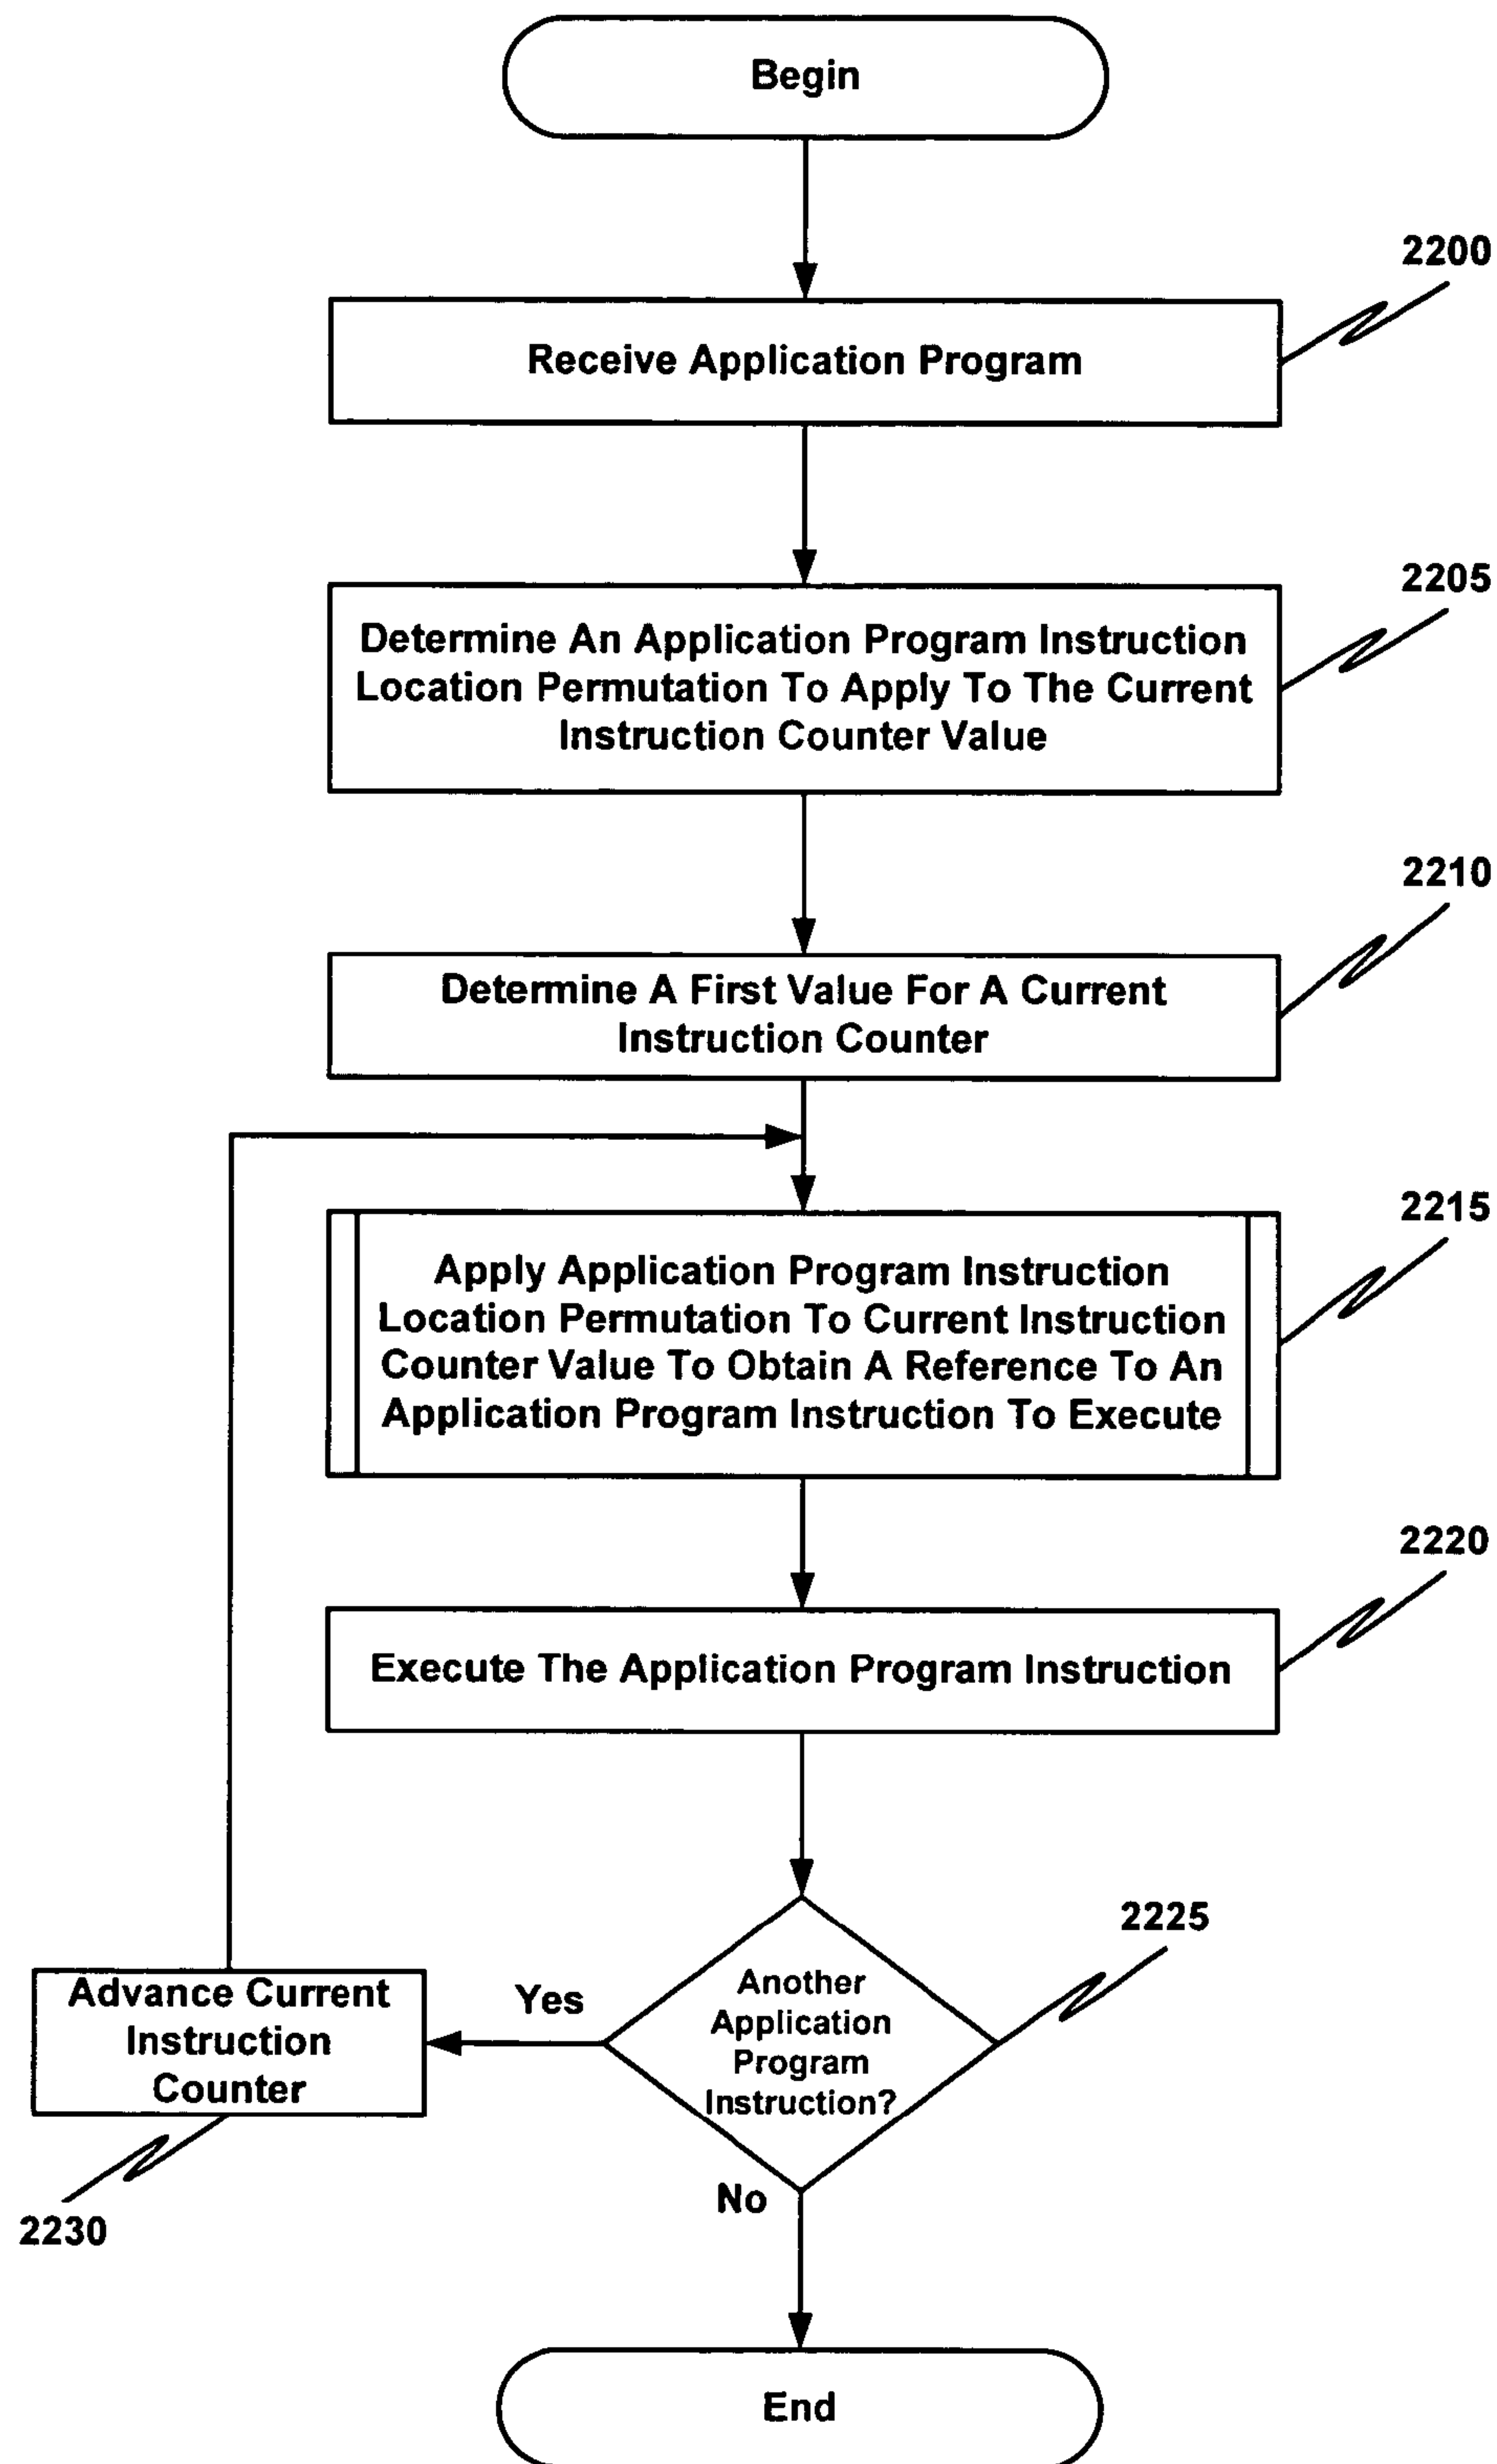 Begin
2200
Receive Application Program
2205
Determine An Application Program Instruction
Location Permutation To Apply To The Current
Instruction Counter Value
2210
Determine A First Value For A Current
Instruction Counter
2215
Apply Application Program Instruction
Location Permutation To Current Instruction
Counter Value To Obtain A Reference To An
Application Program Instruction To Execute
2220
Execute The Application Program Instruction
2225
Another
Application
Program
Instruction?
Yes
Advance Current
Instruction
Counter
2230
No
End